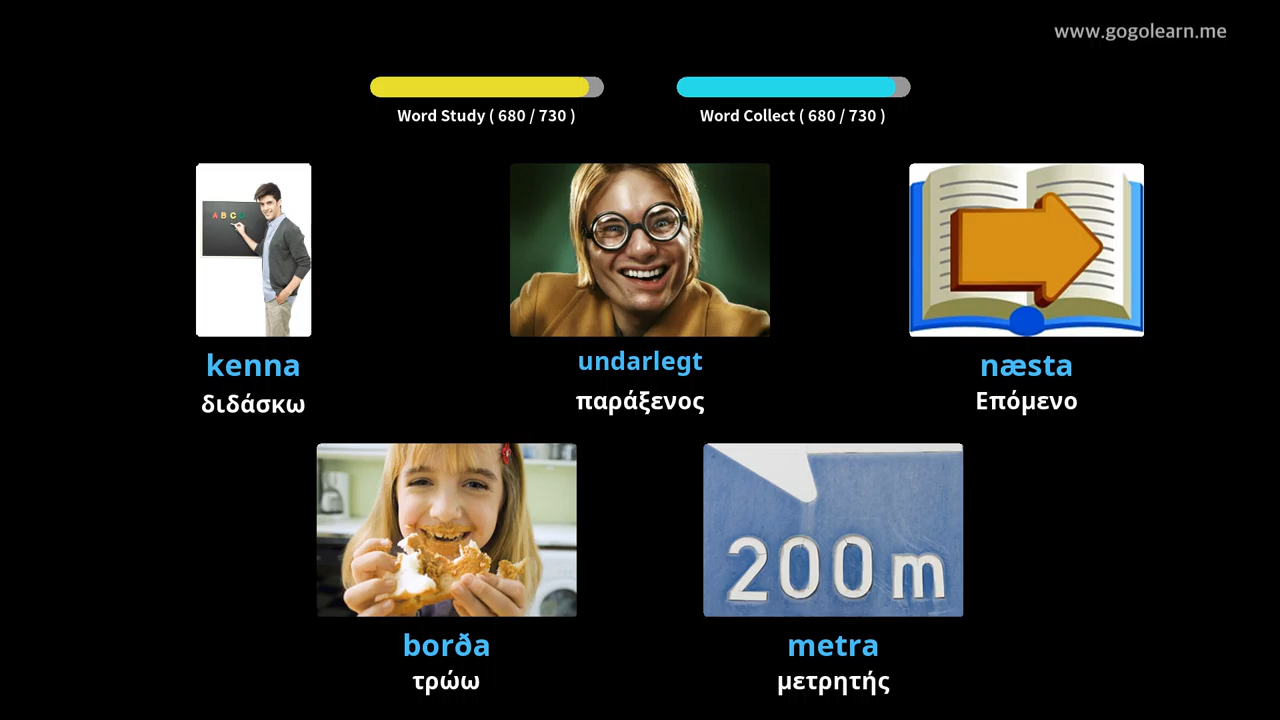 www.gogolearn.me
Word Study ( 680 / 730 )
Word Collect ( 680 / 730 )
A B C D
kenna
διδάσκω
undarlegt
παράξενος
næsta
Επόμενο
200 m
borða
τρώω
metra
μετρητής